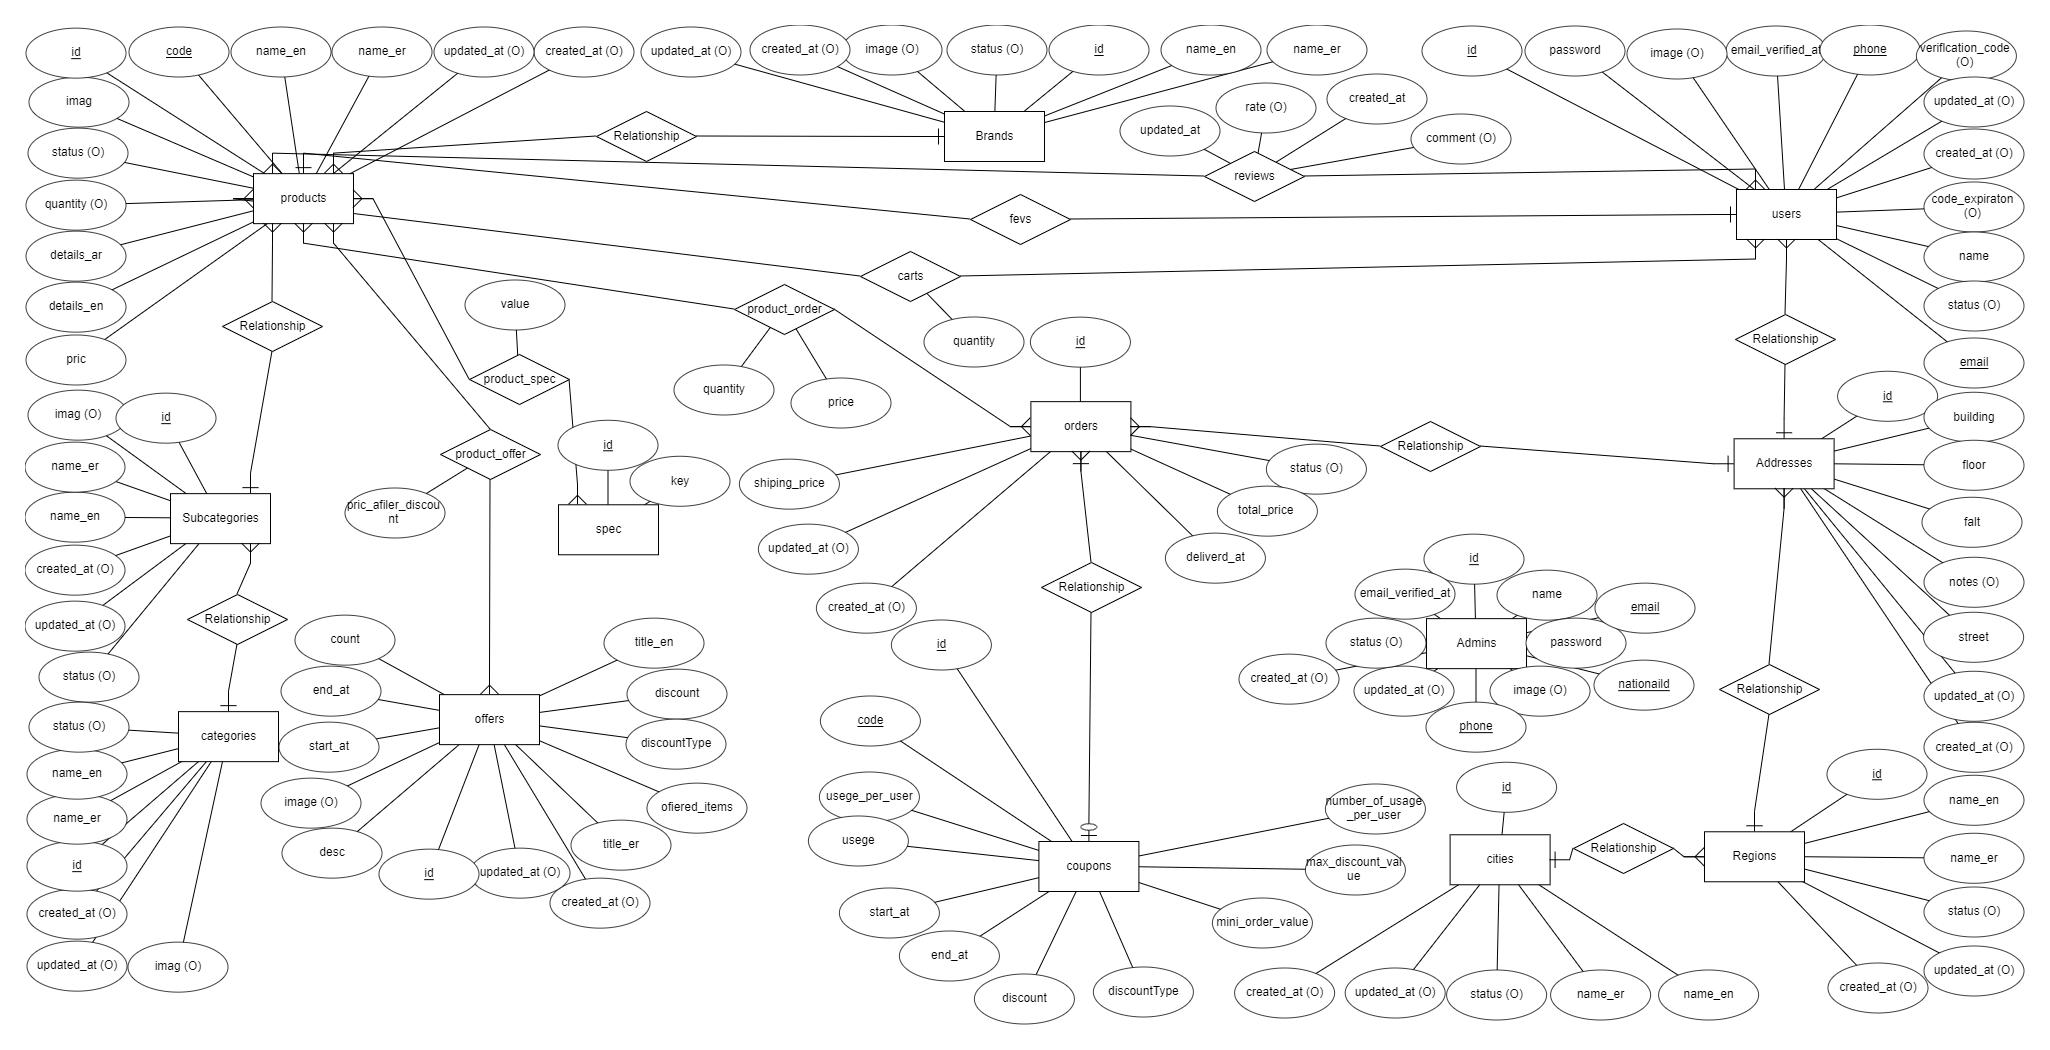 id
code
name_en
name_er
updated_at (O)
created_at (O)
updated_at (O)
created_at (O)
image (O)
status (O)
id
name_en
name_er
id
password
image (O)
email_verified_at
phone
verification_code
(O)
imag
updated_at (O)
rate (O)
created_at
updated_at
Relationship
Brands
comment (O)
status (O)
created_at (O)
reviews
products
quantity (O)
code_expiraton
(O)
fevs
users
details_ar
name
carts
details_en
value
product_order
status (O)
Relationship
quantity
id
Relationship
pric
email
product_spec
quantity
price
id
imag (O)
id
building
orders
id
Relationship
product_offer
name_er
status (O)
Addresses
floor
key
shiping_price
pric_afiler_discou
nt
total_price
name_en
Subcategories
spec
falt
updated_at (O)
deliverd_at
id
created_at (O)
Relationship
notes (O)
email_verified_at
name
email
created_at (O)
Relationship
updated_at (O)
count
title_en
id
status (O)
Admins
password
street
status (O)
created_at (O)
nationaild
end_at
discount
updated_at (O)
image (O)
Relationship
updated_at (O)
code
offers
phone
status (O)
categories
start_at
discountType
created_at (O)
name_en
id
id
usege_per_user
number_of_usage
_per_user
name_en
image (O)
ofiered_items
name_er
usege
title_er
desc
Relationship
cities
Regions
name_er
id
coupons
max_discount_val
ue
id
updated_at (O)
created_at (O)
created_at (O)
start_at
mini_order_value
status (O)
end_at
updated_at (O)
imag (O)
updated_at (O)
discount
discountType
created_at (O)
updated_at (O)
status (O)
name_er
name_en
created_at (O)